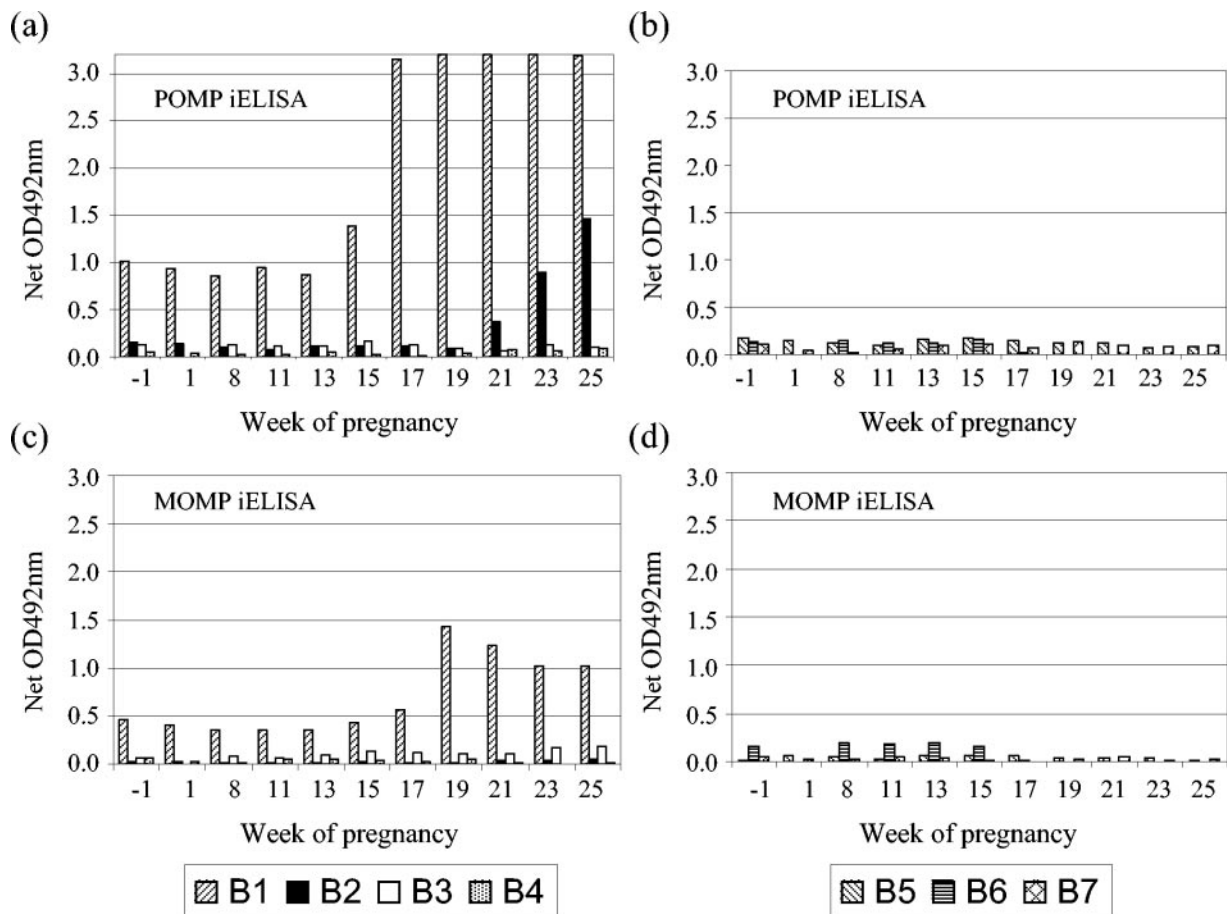 (a)
3.0
2.5
2.0
1.5
1.0
0.5
0.0
Net OD492nm
POMP iELISA
-1 1 8 11 13 15 17 19 21 23 25
Week of pregnancy
(b)
3.0
2.5
2.0
1.5
1.0
0.5
0.0
Net OD492nm
POMP iELISA
-1 1 8 11 13 15 17 19 21 23 25
Week of pregnancy
(c)
3.0
2.5
2.0
1.5
1.0
0.5
0.0
Net OD492nm
MOMP iELISA
-1 1 8 11 13 15 17 19 21 23 25
Week of pregnancy
B1 B2 B3 B4
(d)
3.0
2.5
2.0
1.5
1.0
0.5
0.0
Net OD492nm
MOMP iELISA
-1 1 8 11 13 15 17 19 21 23 25
Week of pregnancy
B5 B6 B7